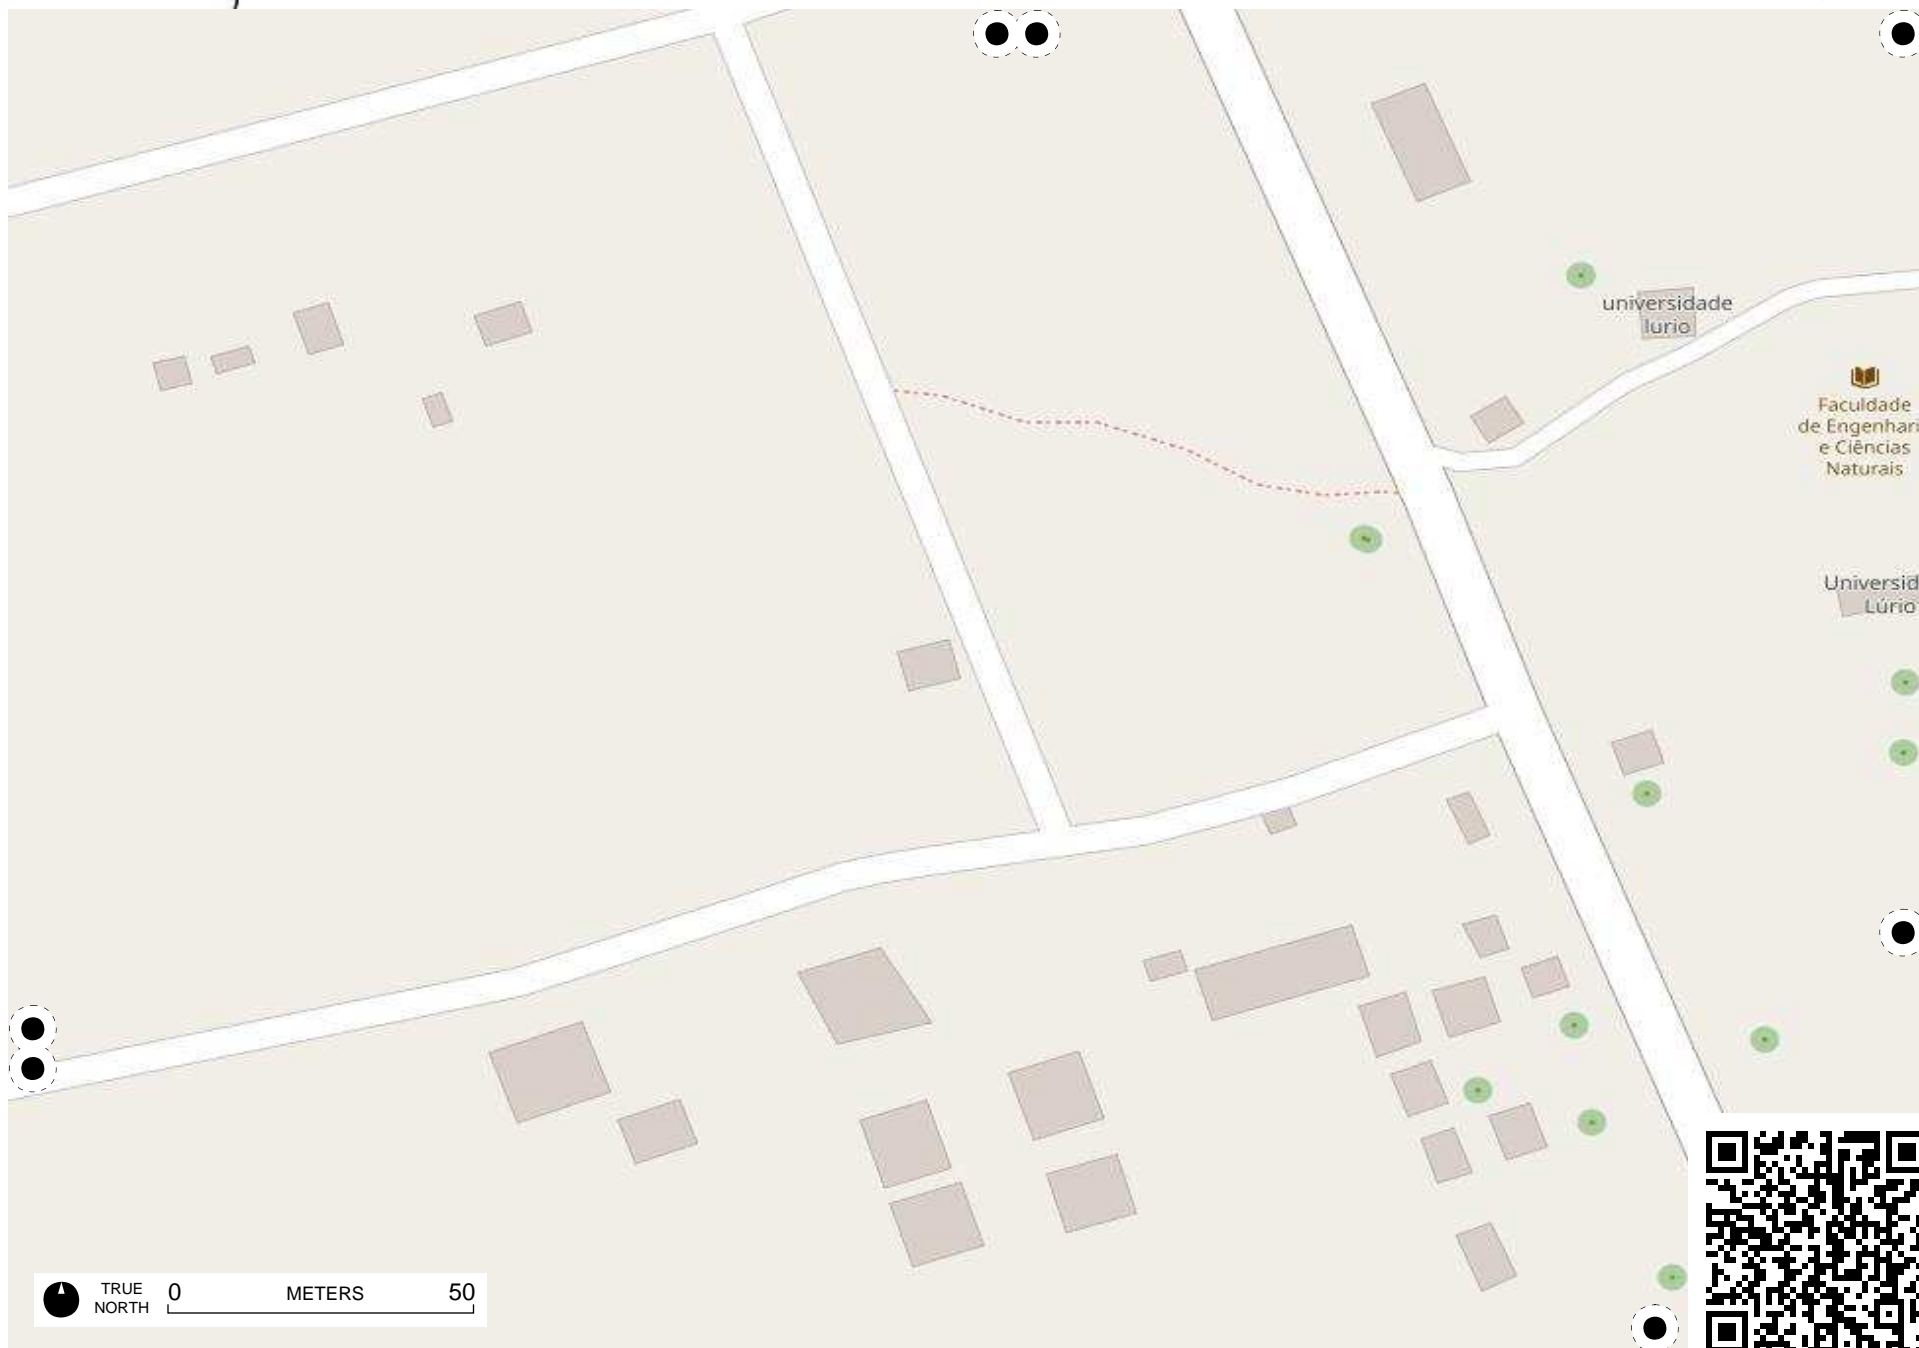 universidade
lurio
Faculdade
de Engenhari
e Ciências
Naturais
Universid
Lúrio
TRUE
NORTH
0 METERS 50